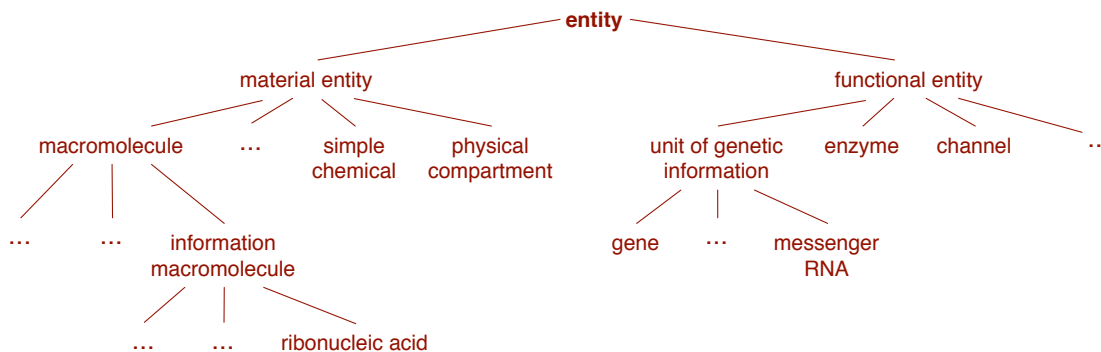 entity
material entity
functional entity
macromolecule
...
simple
chemical
physical
compartment
unit of genetic
information
enzyme
channel
..
...
...
information
macromolecule
gene
...
messenger
RNA
...
...
ribonucleic acid